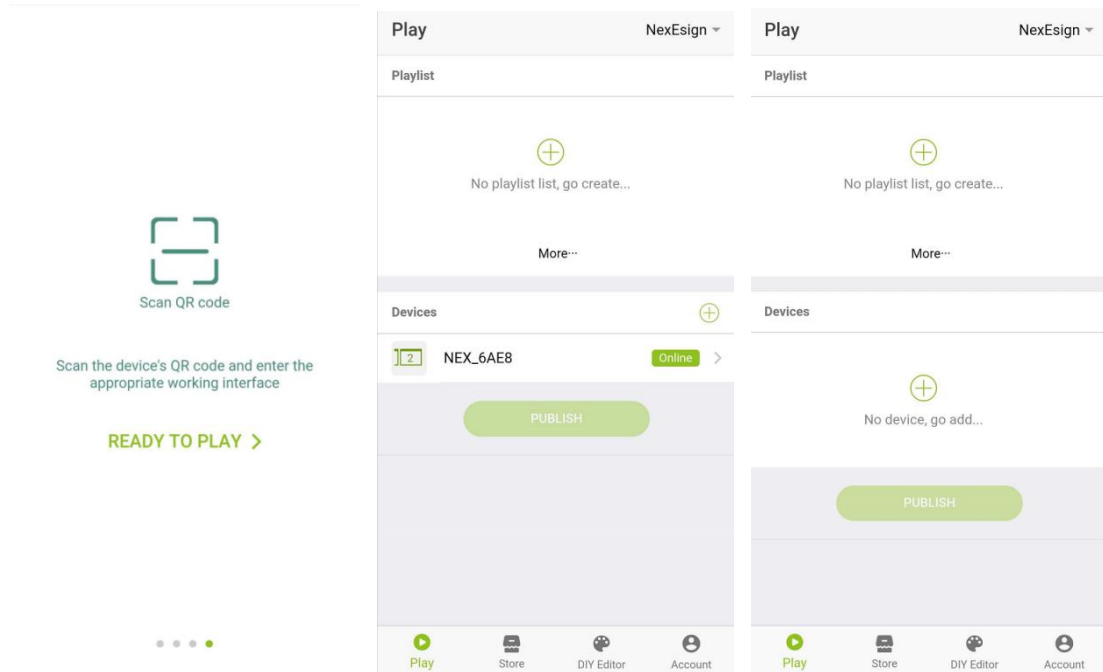 Scan QR code
Scan the device's QR code and enter the
appropriate working interface
READY TO PLAY >
Play
NexEsign
Playlist
No playlist list, go create...
More···
Devices
2
NEX_6AE8
Online
PUBLISH
Play
Store
DIY Editor
Account
Play
NexEsign
Playlist
No playlist list, go create...
More···
Devices
No device, go add...
PUBLISH
Play
Store
DIY Editor
Account